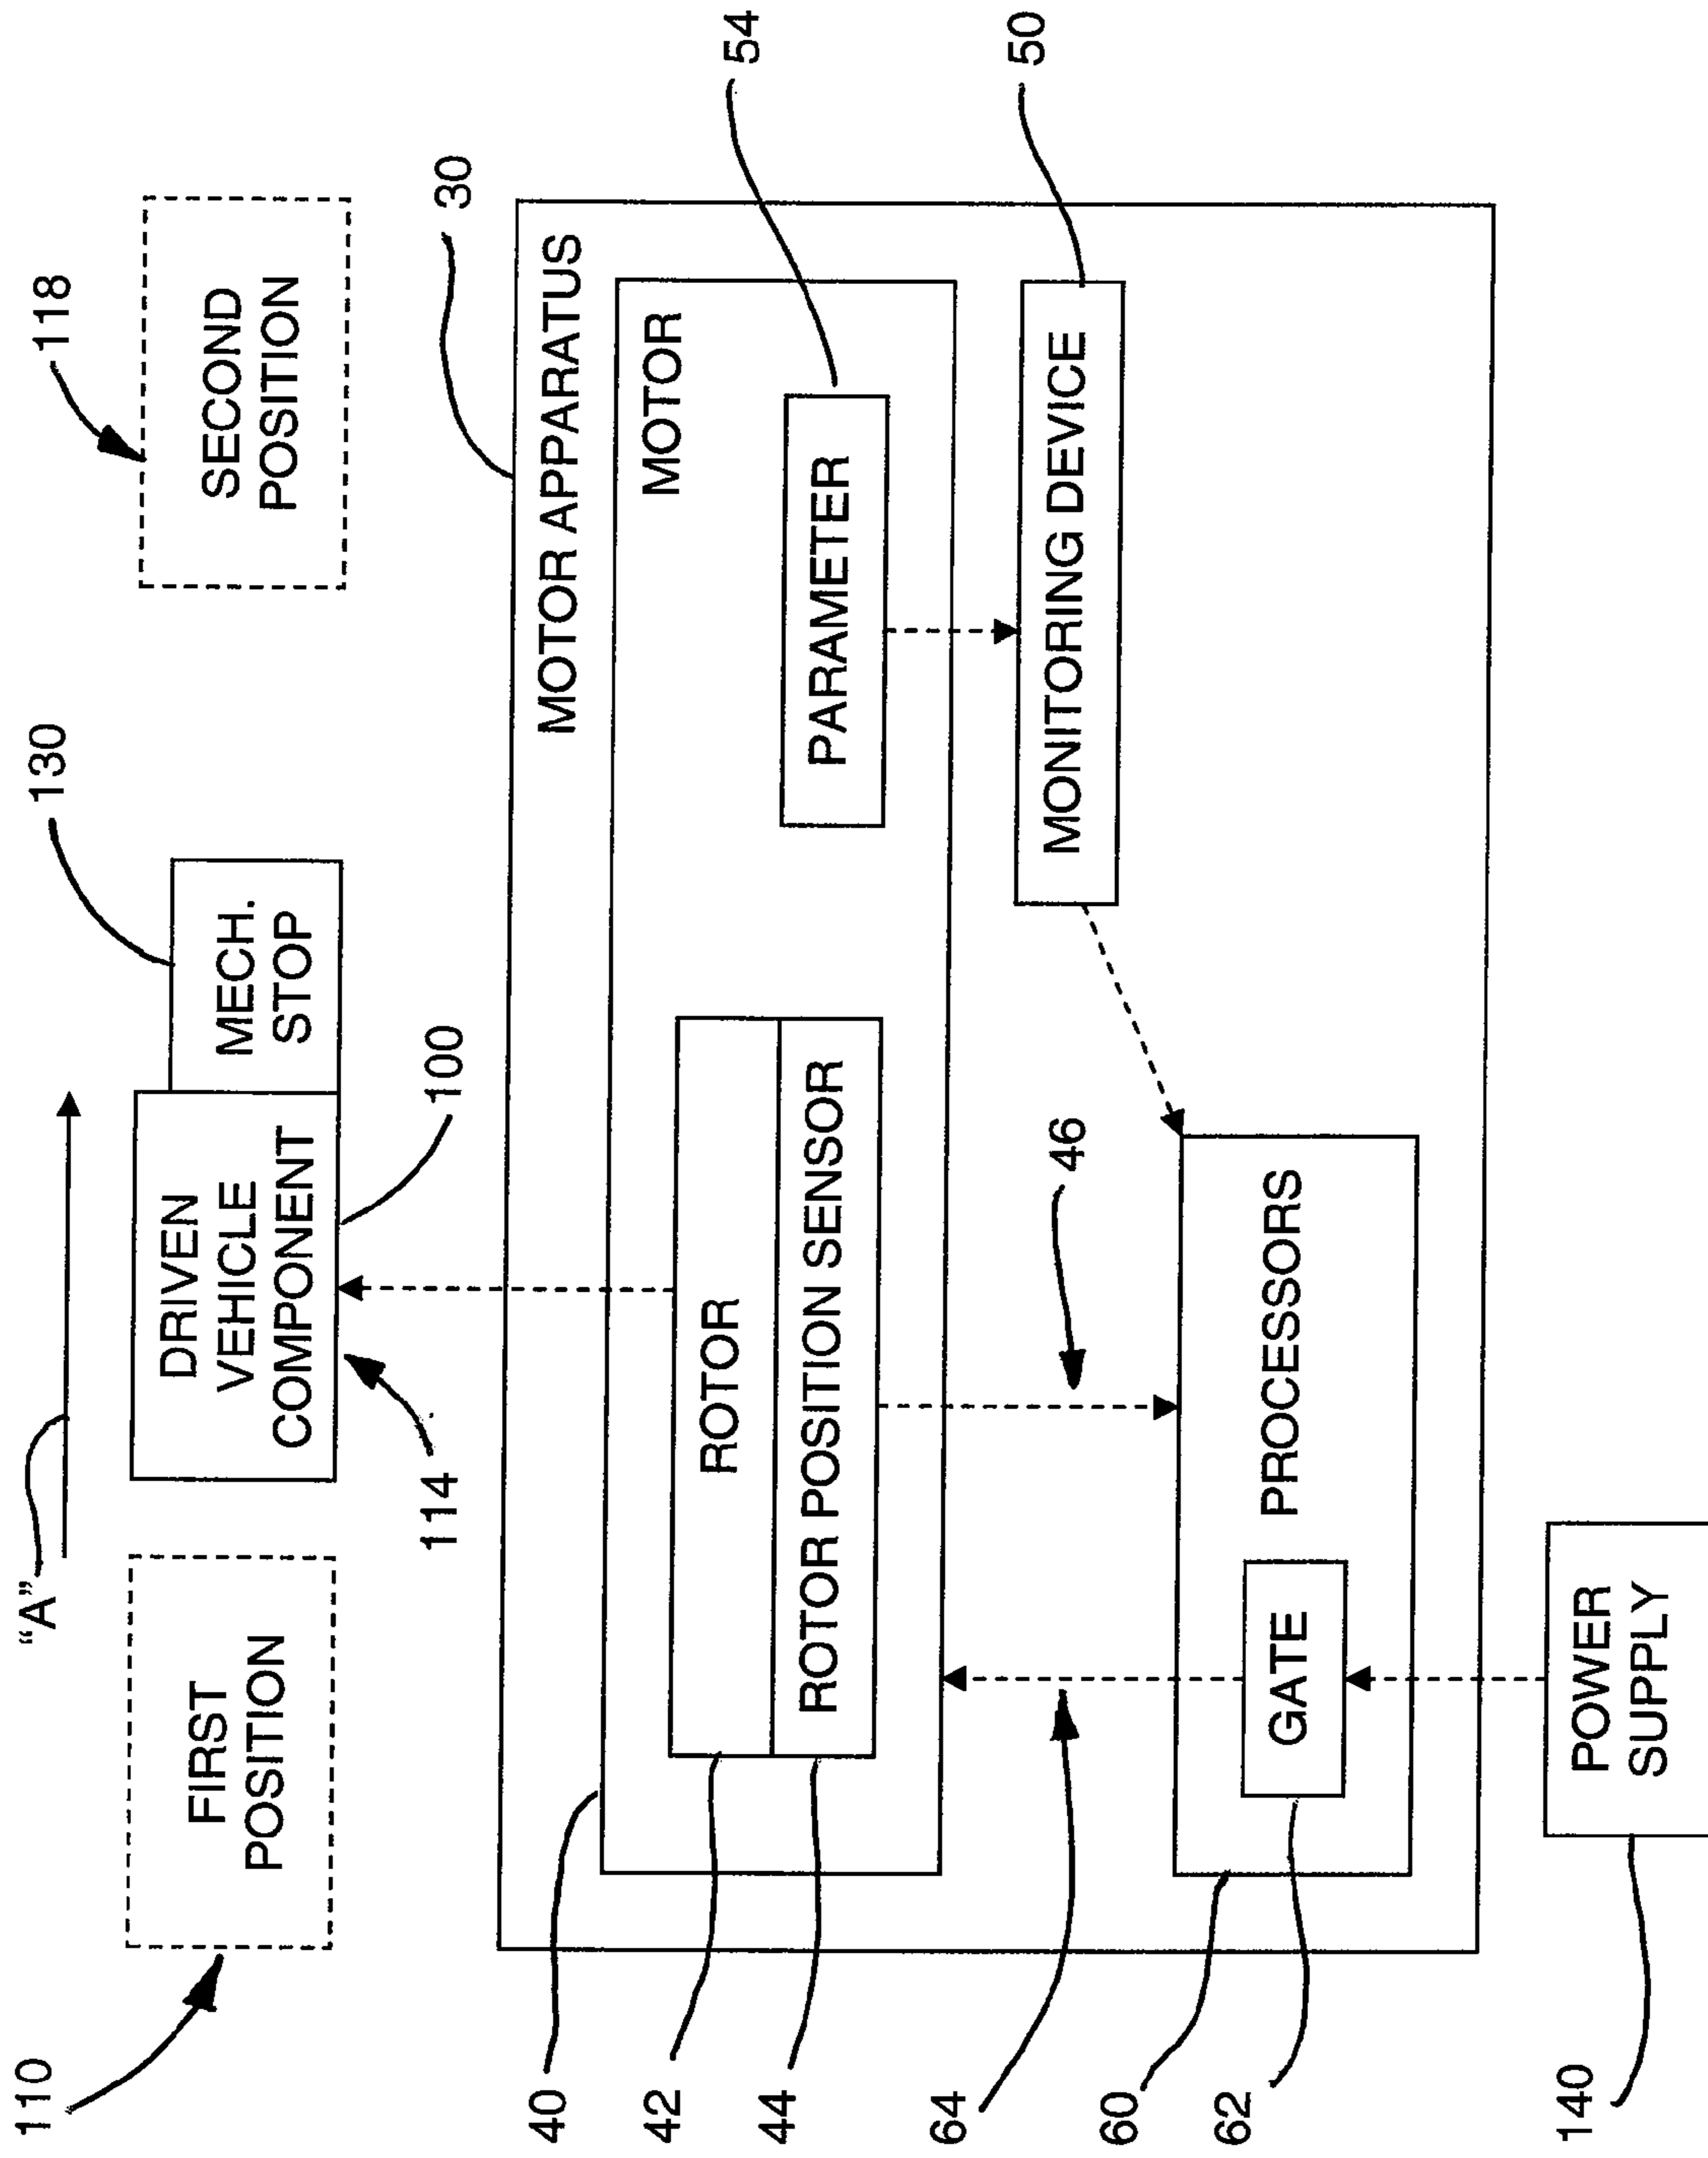 "A"
130
118
110
FIRST
POSITION
DRIVEN
VEHICLE
COMPONENT
MECH.
STOP
SECOND
POSITION
114
100
30
MOTOR APPARATUS
40
MOTOR
54
42
ROTOR
44
ROTOR POSITION SENSOR
PARAMETER
64
46
50
MONITORING DEVICE
60
PROCESSORS
62
GATE
140
POWER
SUPPLY